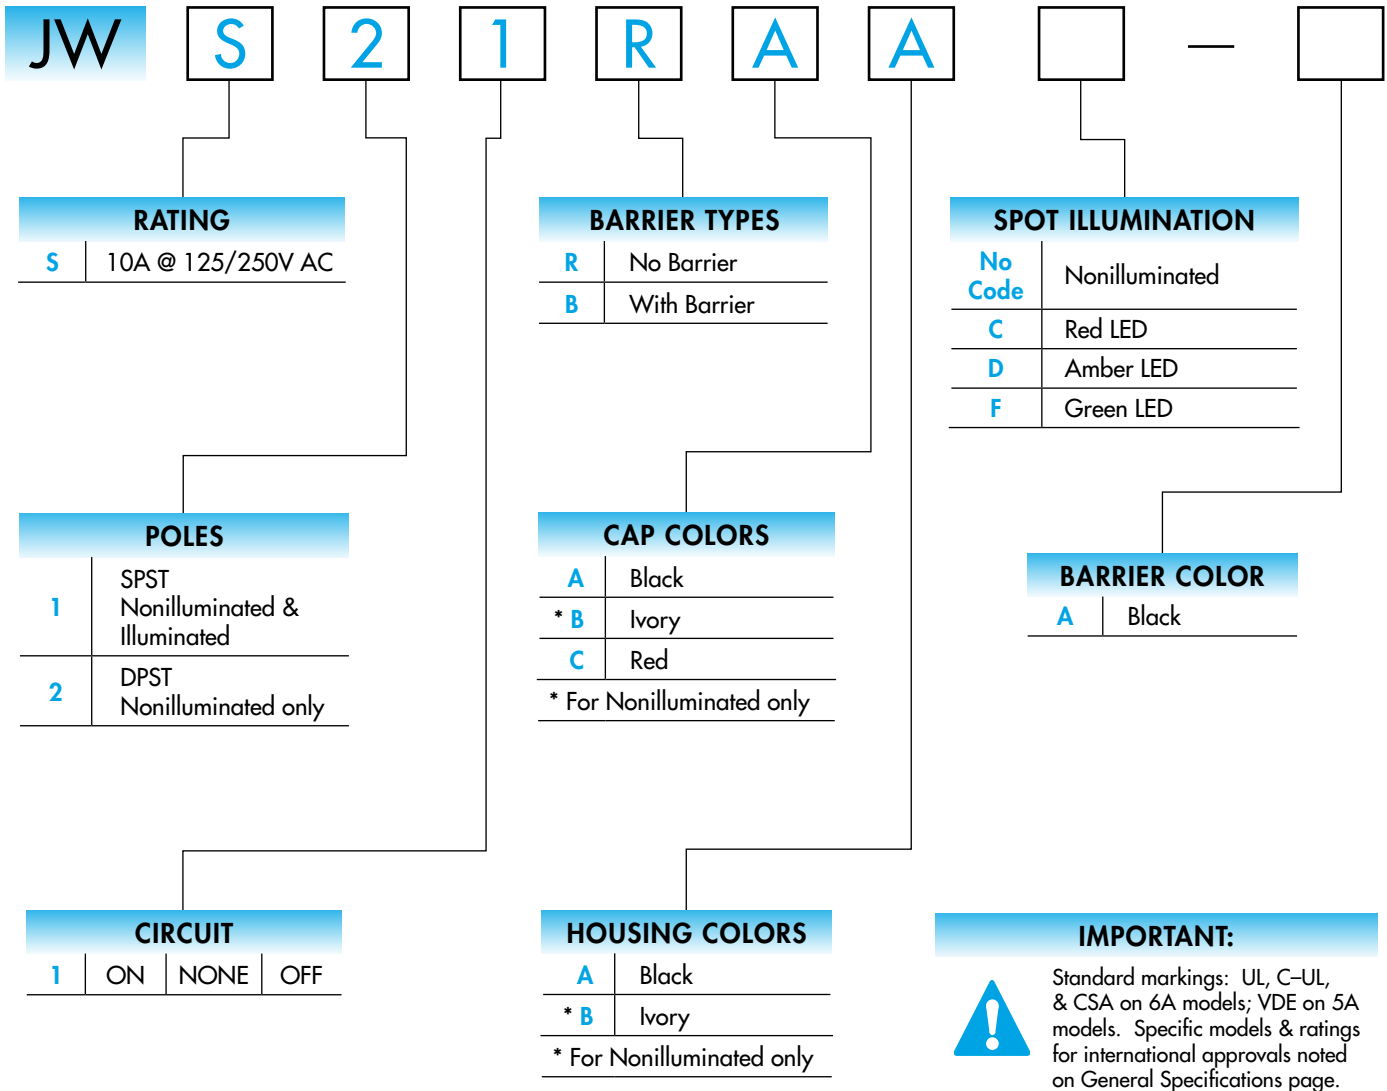 JW S 2 1 R A A —
RATING
S 10A @ 125/250V AC
BARRIER TYPES
R No Barrier
B With Barrier
SPOT ILLUMINATION
No
Code Nonilluminated
C Red LED
D Amber LED
F Green LED
POLES
1 SPST
Nonilluminated &
Illuminated
2 DPST
Nonilluminated only
CAP COLORS
A Black
* B Ivory
C Red
* For Nonilluminated only
BARRIER COLOR
A Black
CIRCUIT
1 ON NONE OFF
HOUSING COLORS
A Black
* B Ivory
* For Nonilluminated only
IMPORTANT:
Standard markings: UL, C–UL,
& CSA on 6A models; VDE on 5A
models. Specific models & ratings
for international approvals noted
on General Specifications page.